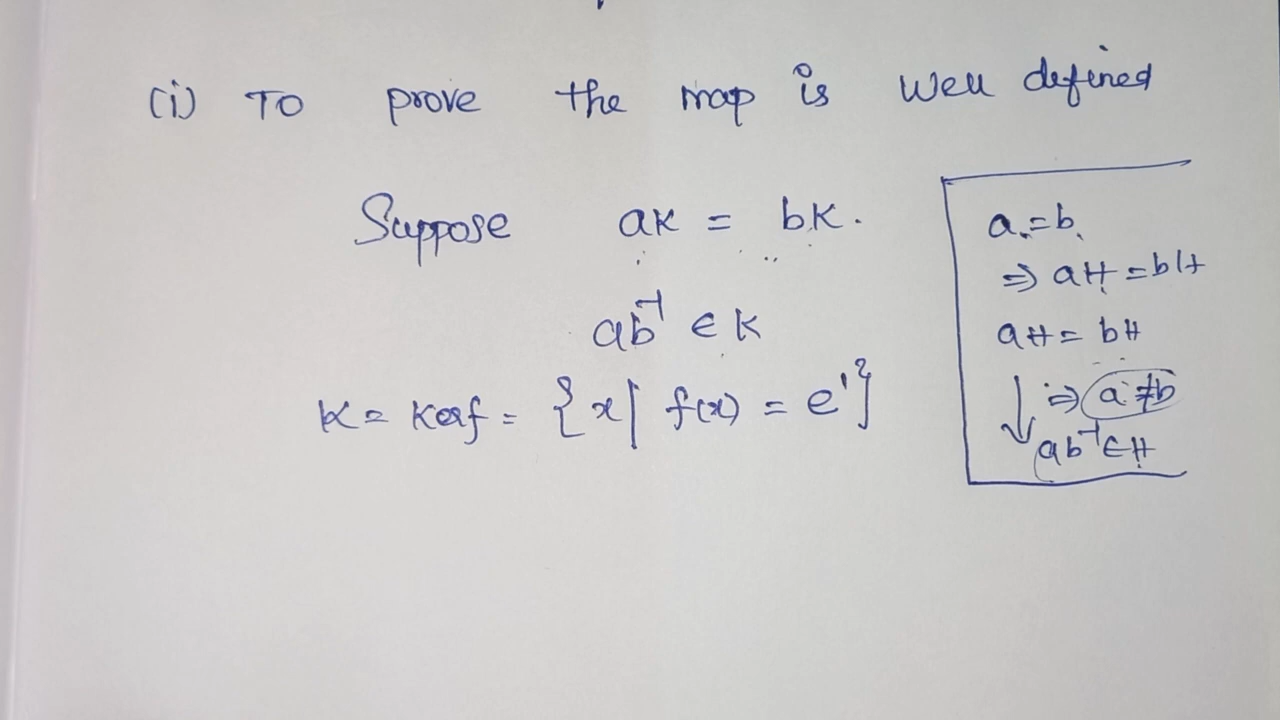 (i) To prove the map is well defined
Suppose aK = bK.
ab⁻¹ ∈ K
K = Kerf = {x | f(x) = e'}
a = b
⇒ aH = bH
aH = bH
↓ ⇒ a ≠ b
ab⁻¹ ∈ H